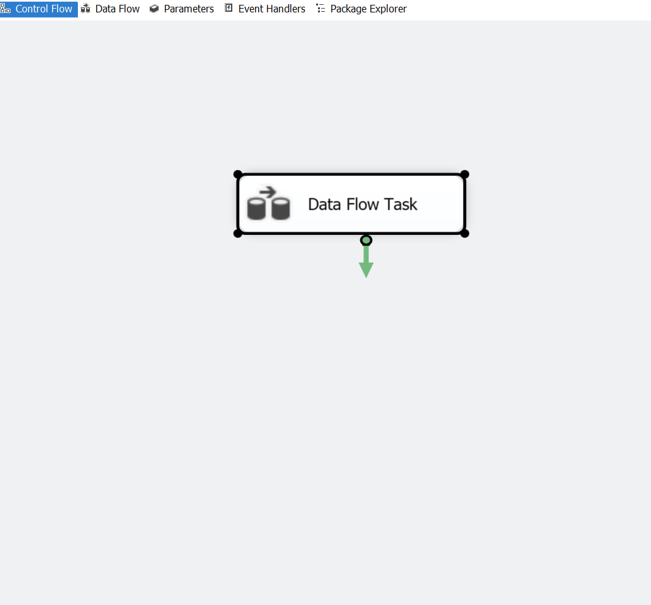 Control Flow Data Flow Parameters Event Handlers Package Explorer
Data Flow Task